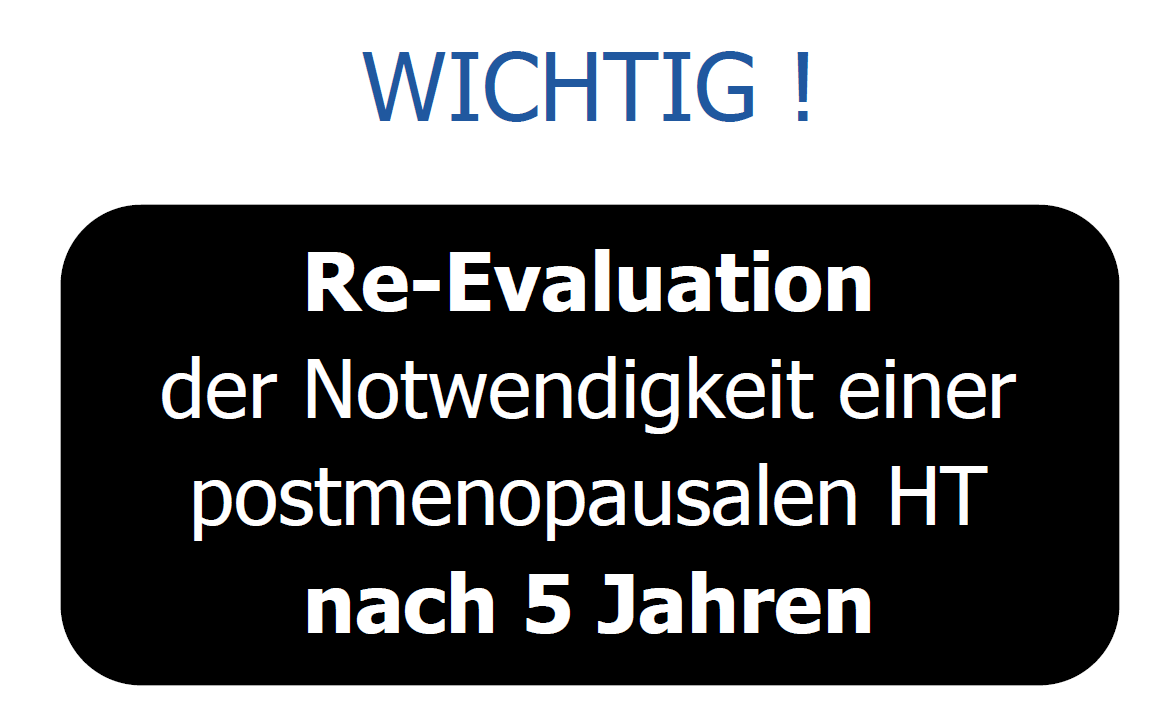 WICHTIG !
Re-Evaluation
der Notwendigkeit einer
postmenopausalen HT
nach 5 Jahren